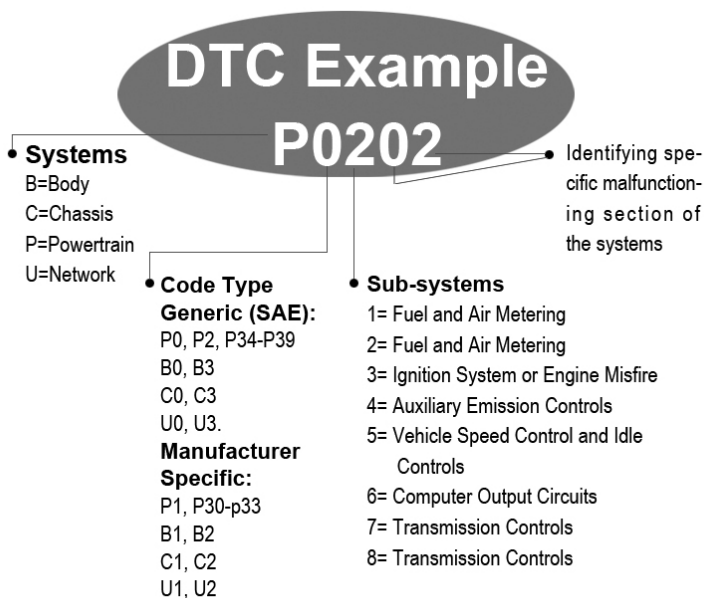 DTC Example
P0202
Systems
B=Body
C=Chassis
P=Powertrain
U=Network
Identifying spe-
cific malfunction-
ing section of
the systems
Code Type
Generic (SAE):
P0, P2, P34-P39
B0, B3
C0, C3
U0, U3.
Manufacturer
Specific:
P1, P30-p33
B1, B2
C1, C2
U1, U2
Sub-systems
1= Fuel and Air Metering
2= Fuel and Air Metering
3= Ignition System or Engine Misfire
4= Auxiliary Emission Controls
5= Vehicle Speed Control and Idle
Controls
6= Computer Output Circuits
7= Transmission Controls
8= Transmission Controls